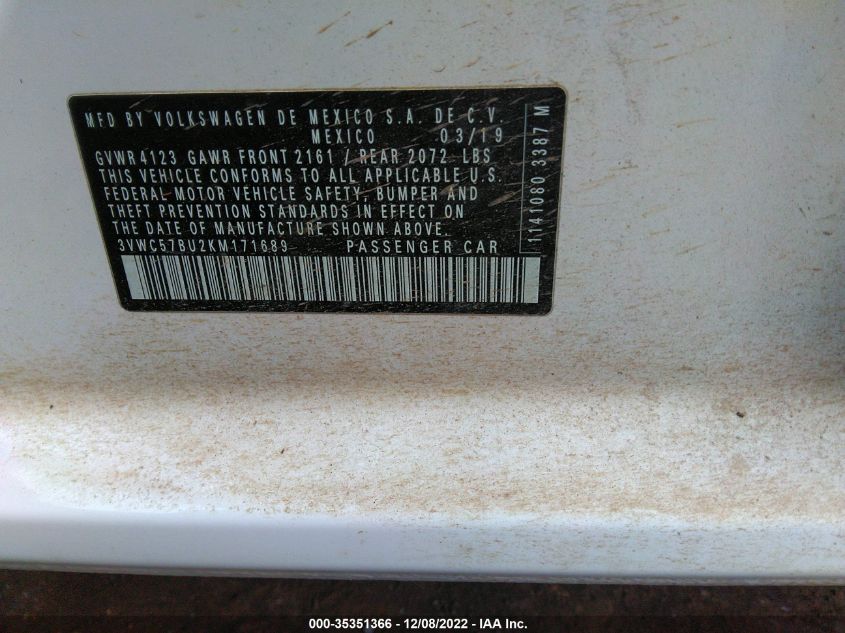 MFD BY VOLKSWAGEN DE MEXICO S.A. DE C.V.
MEXICO 03/19
GVWR 4123 GAWR FRONT 2161 / REAR 2072 LBS
THIS VEHICLE CONFORMS TO ALL APPLICABLE U.S.
FEDERAL MOTOR VEHICLE SAFETY, BUMPER AND
THEFT PREVENTION STANDARDS IN EFFECT ON
THE DATE OF MANUFACTURE SHOWN ABOVE.
3VWC57BU2KM171689 PASSENGER CAR
1141080 3387 M
000-35351366 - 12/08/2022 - IAA Inc.